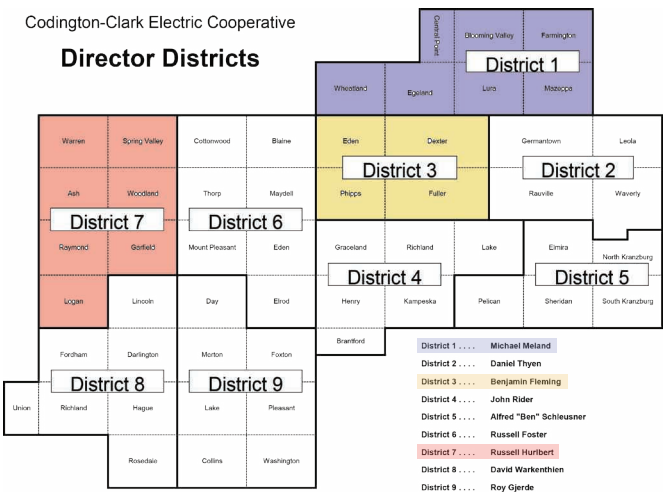 Codington-Clark Electric Cooperative
Director Districts
Central Point
Blooming Valley Farmington
District 1
Wheatland Egeland Lura Mazeppa
Warren Spring Valley Cottonwood Blaine Eden Dexter Germantown Leola
District 3 District 2
Ash Woodland Thorp Maydell Phipps Fuller Rauville Waverly
District 7 District 6
Raymond Garfield Mount Pleasant Eden Graceland Richland Lake Elmira North Kranzburg
District 4 District 5
Logan Lincoln Day Elrod Henry Kampeska Pelican Sheridan South Kranzburg
Brantford
Fordham Darlington Merton Foxton
District 8 District 9
Union Richland Hague Lake Pleasant
Rosedale Collins Washington
District 1 . . . . Michael Meland
District 2 . . . . Daniel Thyen
District 3 . . . . Benjamin Fleming
District 4 . . . . John Rider
District 5 . . . . Alfred "Ben" Schleusner
District 6 . . . . Russell Foster
District 7 . . . . Russell Hurlbert
District 8 . . . . David Warkenthien
District 9 . . . . Roy Gjerde